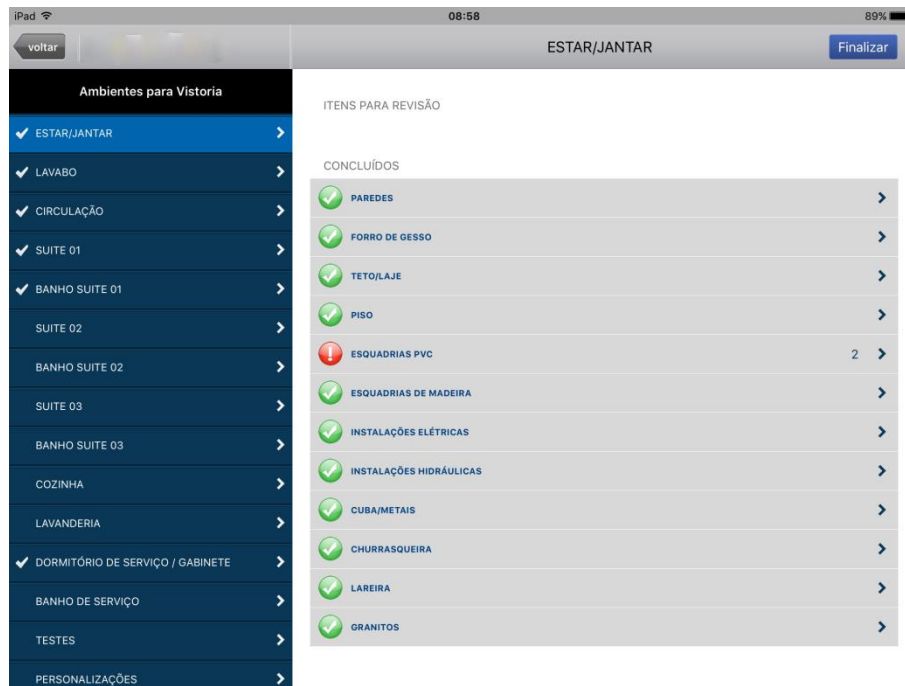 iPad 08:58 89%
voltar ESTAR/JANTAR Finalizar
Ambientes para Vistoria
ESTAR/JANTAR
LAVABO
CIRCULAÇÃO
SUITE 01
BANHO SUITE 01
SUITE 02
BANHO SUITE 02
SUITE 03
BANHO SUITE 03
COZINHA
LAVANDERIA
DORMITÓRIO DE SERVIÇO / GABINETE
BANHO DE SERVIÇO
TESTES
PERSONALIZAÇÕES
ITENS PARA REVISÃO
CONCLUÍDOS
PAREDES
FORRO DE GESSO
TETO/LAJE
PISO
ESQUADRIAS PVC 2
ESQUADRIAS DE MADEIRA
INSTALAÇÕES ELÉTRICAS
INSTALAÇÕES HIDRÁULICAS
CUBA/METAIS
CHURRASQUEIRA
LAREIRA
GRANITOS